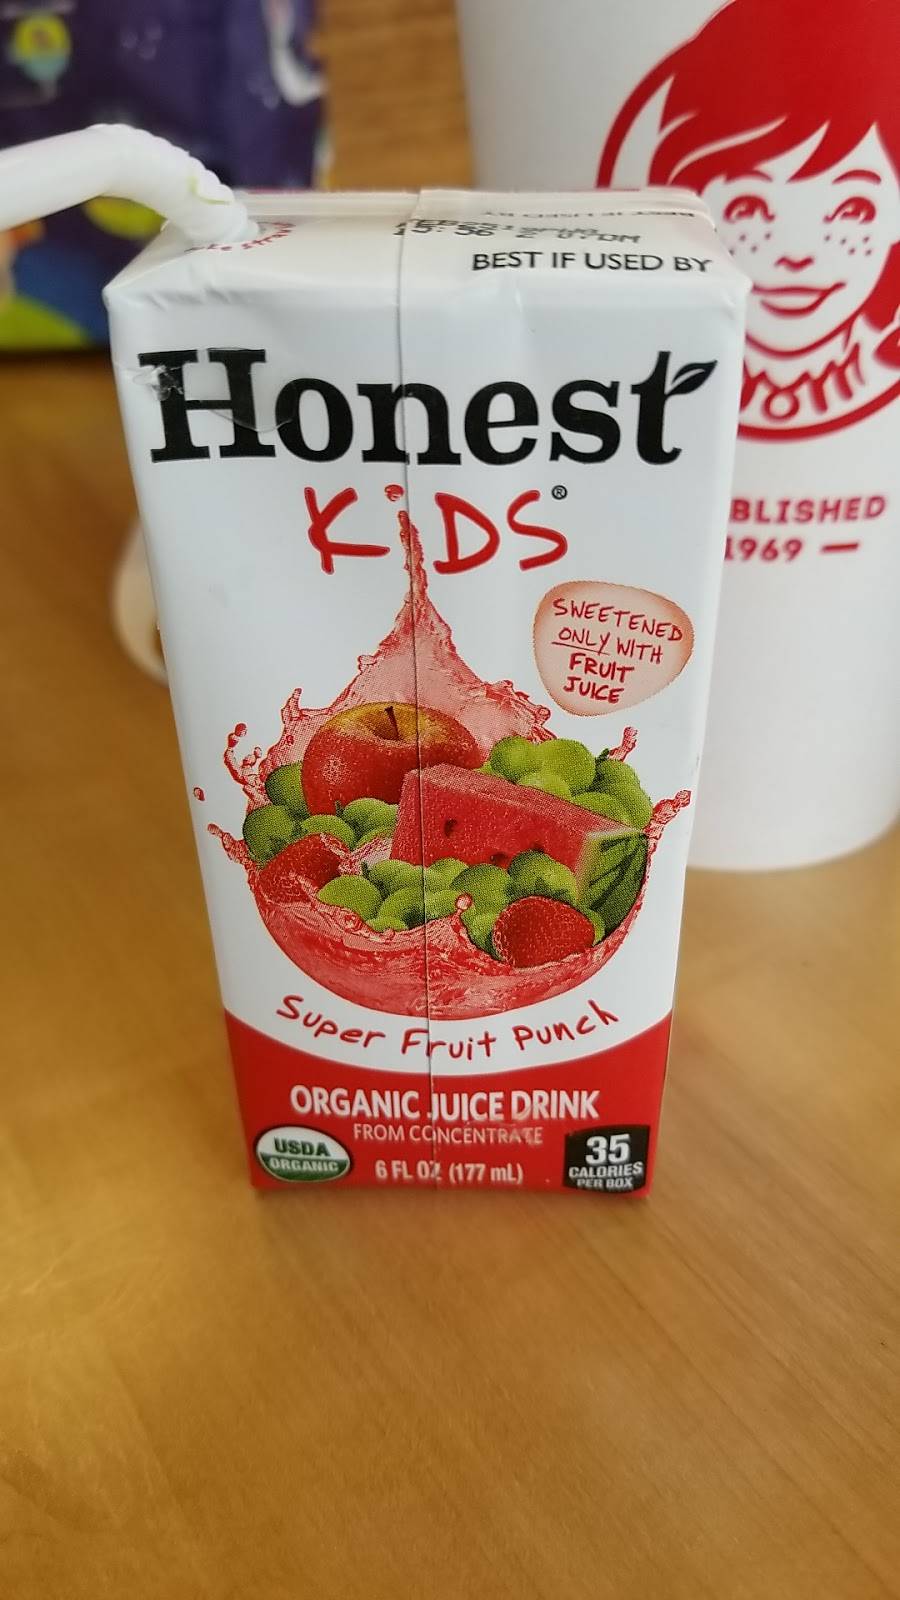 BEST IF USED BY
Honest
KiDS®
SWEETENED
ONLY WITH
FRUIT
JUICE
Super Fruit Punch
ORGANIC JUICE DRINK
FROM CONCENTRATE
USDA
ORGANIC
6 FL OZ (177 mL)
35
CALORIES
PER BOX
BLISHED
1969 —